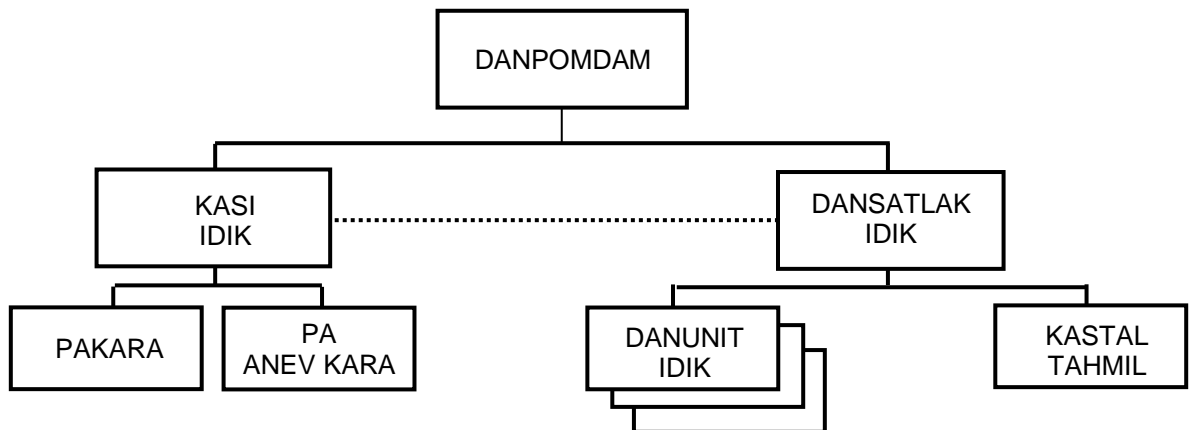 DANPOMDAM
KASI
IDIK
DANSATLAK
IDIK
PAKARA
PA
ANEV KARA
DANUNIT
IDIK
KASTAL
TAHMIL